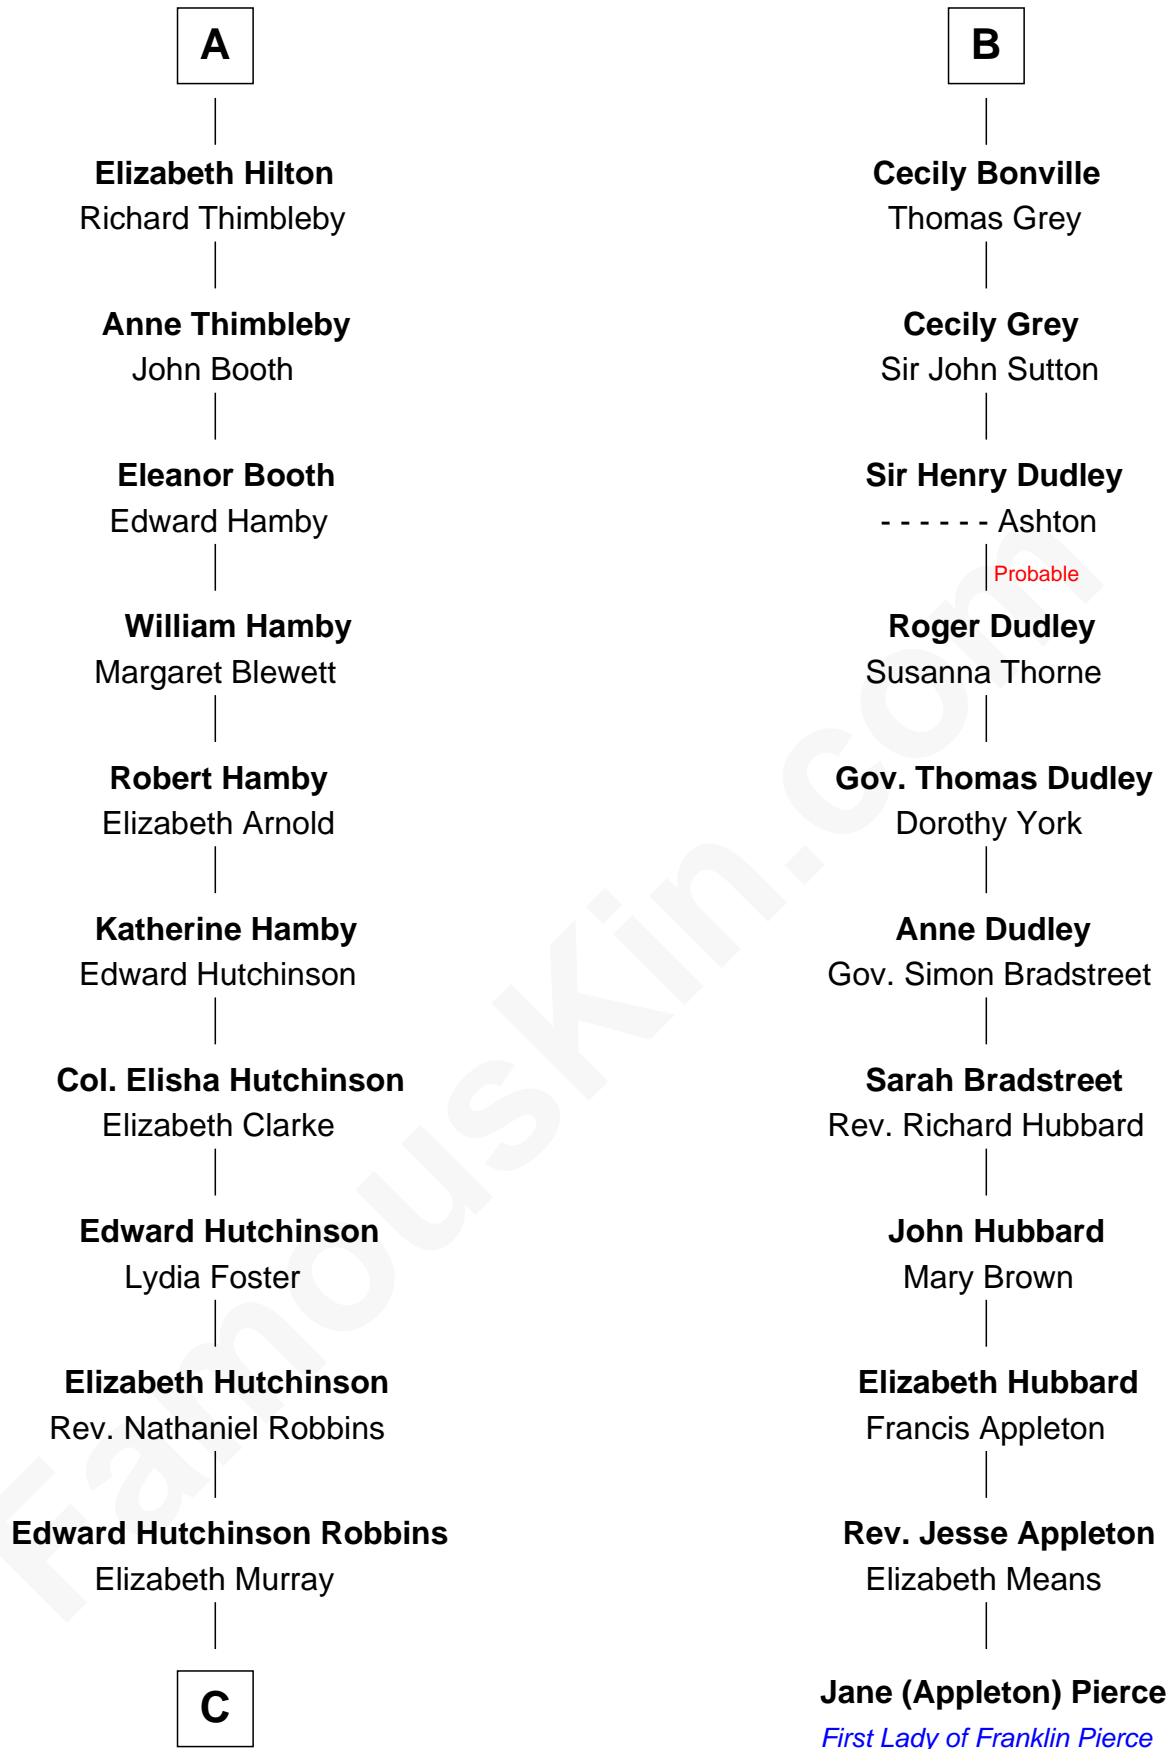 A
Elizabeth Hilton
Richard Thimbleby
Anne Thimbleby
John Booth
Eleanor Booth
Edward Hamby
William Hamby
Margaret Blewett
Robert Hamby
Elizabeth Arnold
Katherine Hamby
Edward Hutchinson
Col. Elisha Hutchinson
Elizabeth Clarke
Edward Hutchinson
Lydia Foster
Elizabeth Hutchinson
Rev. Nathaniel Robbins
Edward Hutchinson Robbins
Elizabeth Murray
C
B
Cecily Bonville
Thomas Grey
Cecily Grey
Sir John Sutton
Sir Henry Dudley
- - - - - - Ashton
Probable
Roger Dudley
Susanna Thorne
Gov. Thomas Dudley
Dorothy York
Anne Dudley
Gov. Simon Bradstreet
Sarah Bradstreet
Rev. Richard Hubbard
John Hubbard
Mary Brown
Elizabeth Hubbard
Francis Appleton
Rev. Jesse Appleton
Elizabeth Means
Jane (Appleton) Pierce
First Lady of Franklin Pierce
FamousKin.com